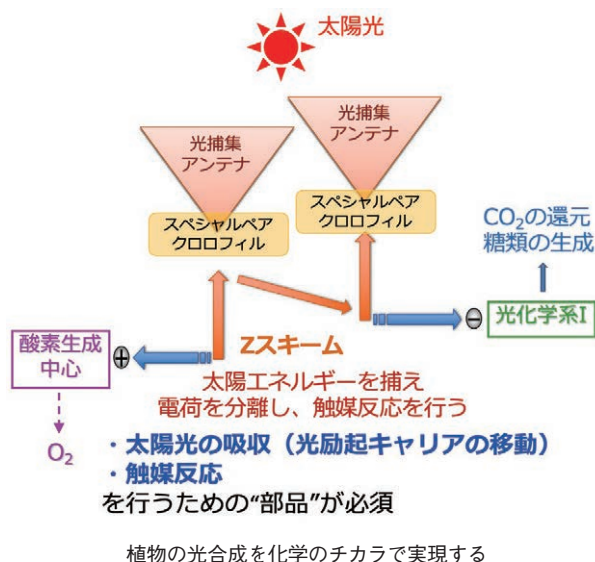 太陽光
光捕集
アンテナ
光捕集
アンテナ
スペシャルペア
クロロフィル
スペシャルペア
クロロフィル
CO₂の還元
糖類の生成
⊖
光化学系I
Zスキーム
酸素生成
中心
⊕
O₂
太陽エネルギーを捕え
電荷を分離し、触媒反応を行う
・太陽光の吸収（光励起キャリアの移動）
・触媒反応
を行うための“部品”が必須
植物の光合成を化学のチカラで実現する